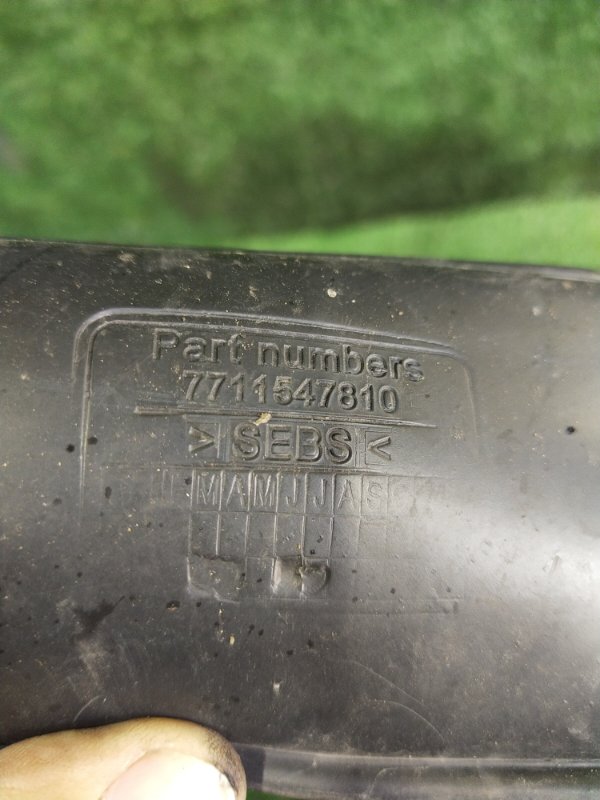 Part numbers
7711547810
> SEBS <
M A M J J A S